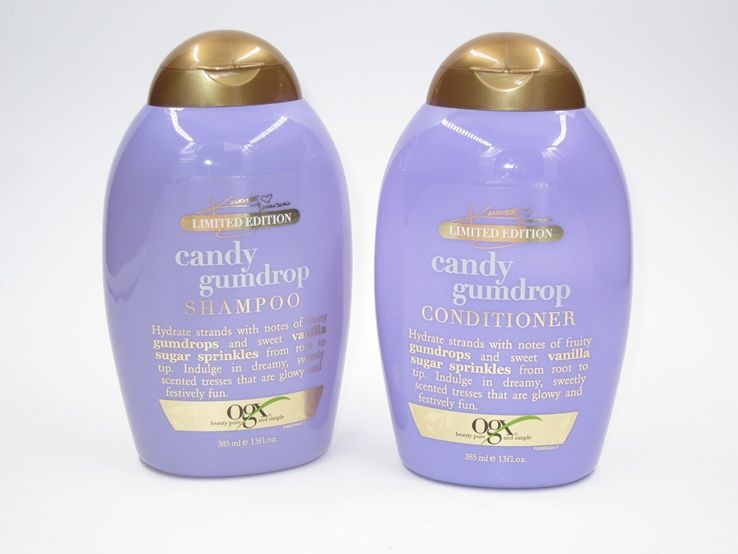 LIMITED EDITION
candy
gumdrop
SHAMPOO
Hydrate strands with notes of fruity
gumdrops and sweet vanilla
sugar sprinkles from root to
tip. Indulge in dreamy, sweetly
scented tresses that are glowy and
festively fun.
ogx
beauty pure and simple
385 ml e 13fl.oz.
LIMITED EDITION
candy
gumdrop
CONDITIONER
Hydrate strands with notes of fruity
gumdrops and sweet vanilla
sugar sprinkles from root to
tip. Indulge in dreamy, sweetly
scented tresses that are glowy and
festively fun.
ogx
beauty pure and simple
385 ml e 13fl.oz.